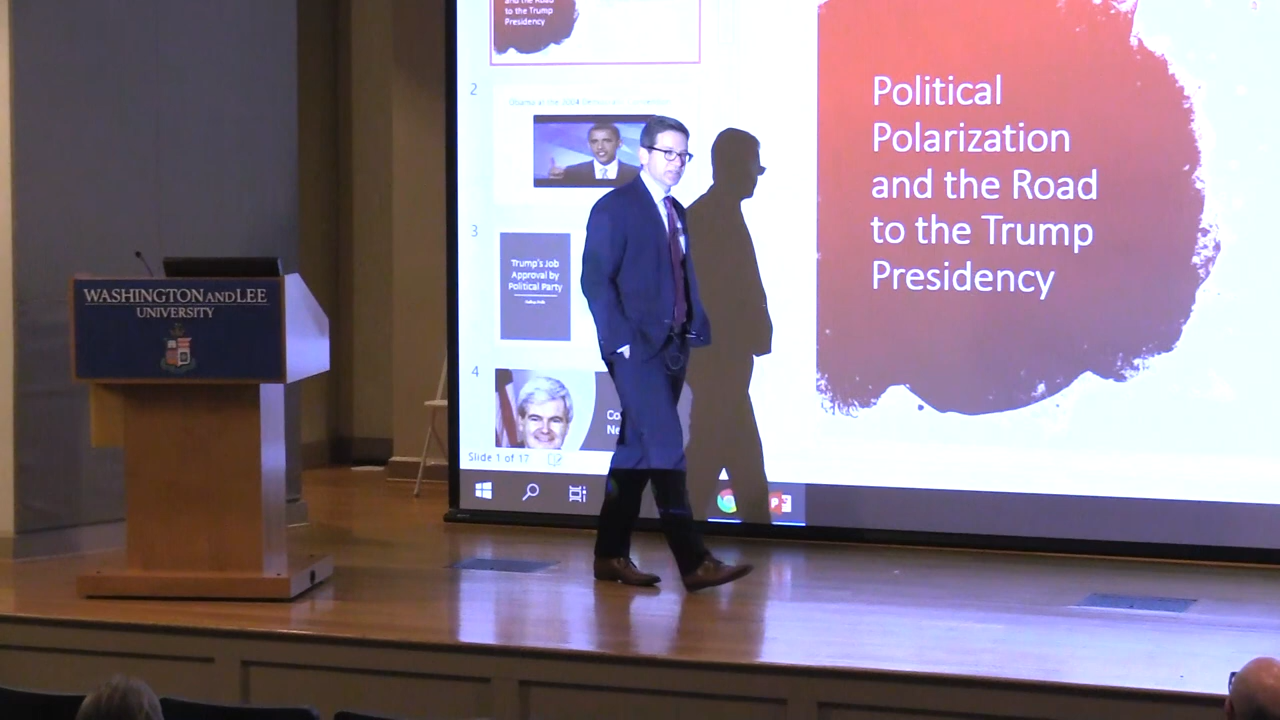 WASHINGTON AND LEE
UNIVERSITY
and the Road
to the Trump
Presidency
2
3
Trump's Job
Approval by
Political Party
4
Slide 1 of 17
Political
Polarization
and the Road
to the Trump
Presidency